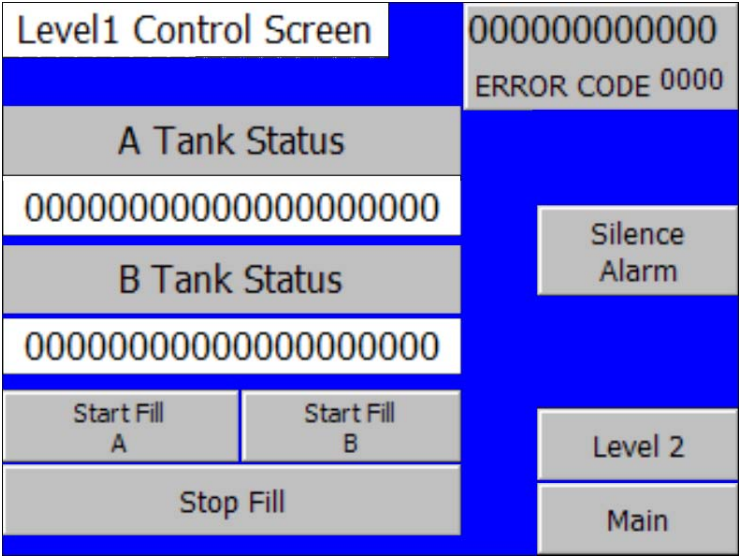 Level1 Control Screen
000000000000
ERROR CODE 0000
A Tank Status
00000000000000000000
Silence
Alarm
B Tank Status
00000000000000000000
Start Fill
A
Start Fill
B
Level 2
Stop Fill
Main